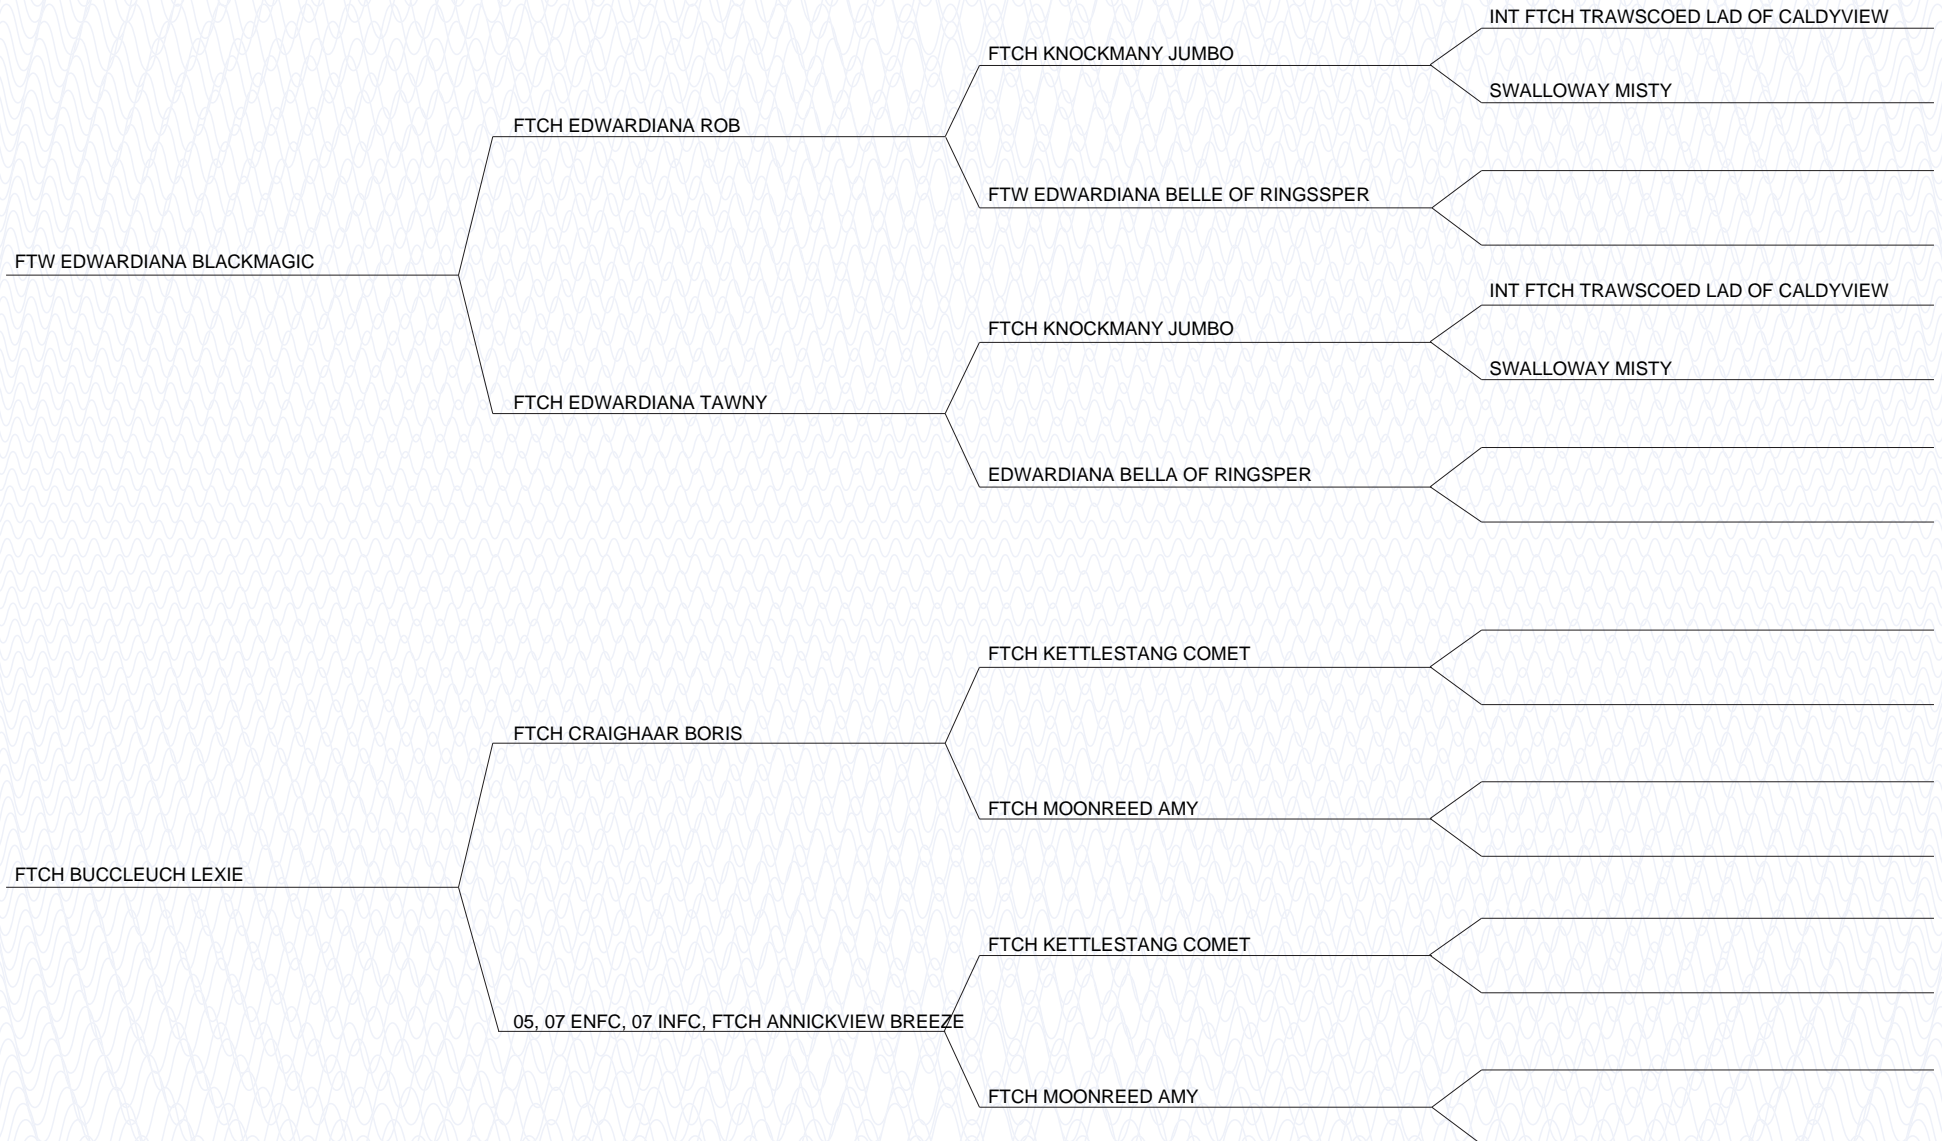 INT FTCH TRAWSCOED LAD OF CALDYVIEW
FTCH KNOCKMANY JUMBO
SWALLOWAY MISTY
FTCH EDWARDIANA ROB
FTW EDWARDIANA BELLE OF RINGSSPER
FTW EDWARDIANA BLACKMAGIC
INT FTCH TRAWSCOED LAD OF CALDYVIEW
FTCH KNOCKMANY JUMBO
SWALLOWAY MISTY
FTCH EDWARDIANA TAWNY
EDWARDIANA BELLA OF RINGSPER
FTCH KETTLESTANG COMET
FTCH CRAIGHAAR BORIS
FTCH MOONREED AMY
FTCH BUCCLEUCH LEXIE
FTCH KETTLESTANG COMET
05, 07 ENFC, 07 INFC, FTCH ANNICKVIEW BREEZE
FTCH MOONREED AMY